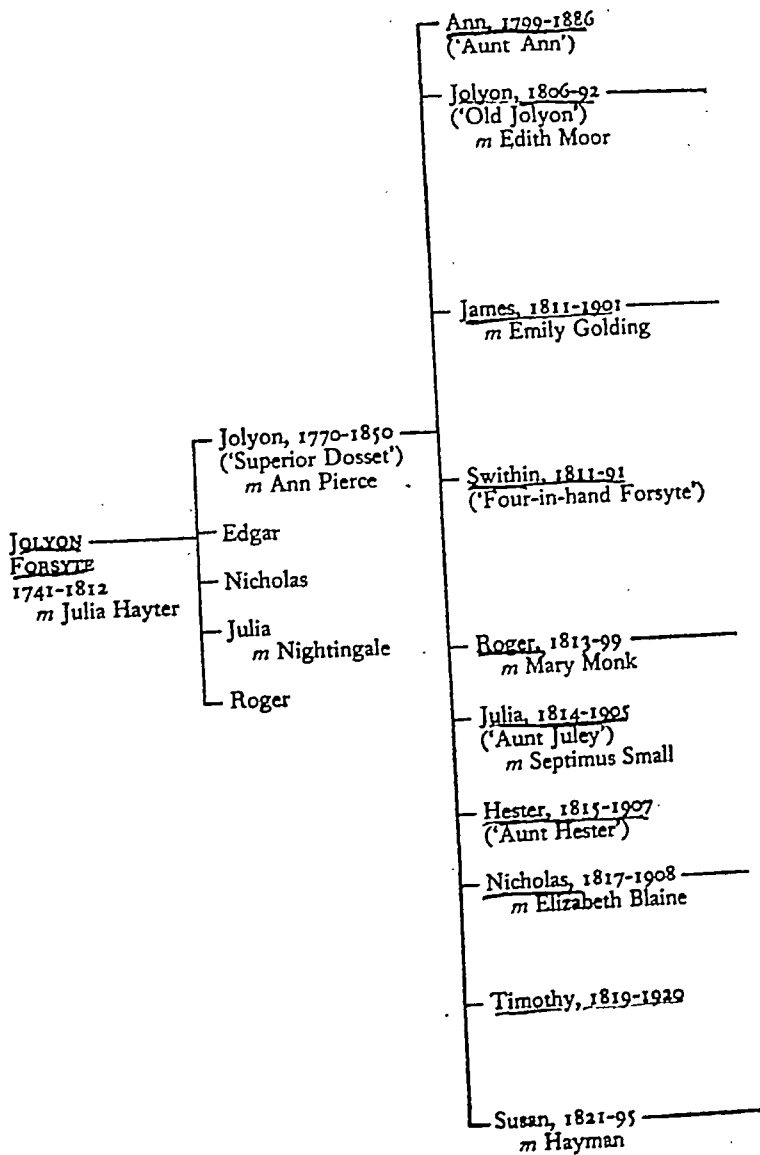 JOLYON
FORSYTE
1741-1812
m Julia Hayter
Jolyon, 1770-1850
('Superior Dosset')
m Ann Pierce
Edgar
Nicholas
Julia
m Nightingale
Roger
Ann, 1799-1886
('Aunt Ann')
Jolyon, 1806-92
('Old Jolyon')
m Edith Moor
James, 1811-1901
m Emily Golding
Swithin, 1811-91
('Four-in-hand Forsyte')
Roger, 1813-99
m Mary Monk
Julia, 1814-1905
('Aunt Juley')
m Septimus Small
Hester, 1815-1907
('Aunt Hester')
Nicholas, 1817-1908
m Elizabeth Blaine
Timothy, 1819-1920
Susan, 1821-95
m Hayman